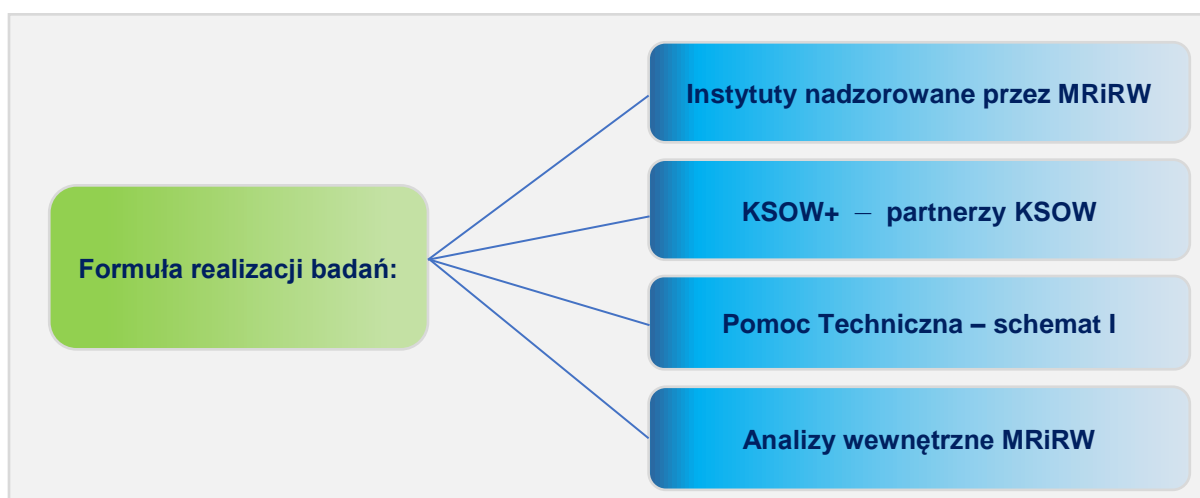 Formuła realizacji badań:
Instytuty nadzorowane przez MRiRW
KSOW+ – partnerzy KSOW
Pomoc Techniczna – schemat I
Analizy wewnętrzne MRiRW